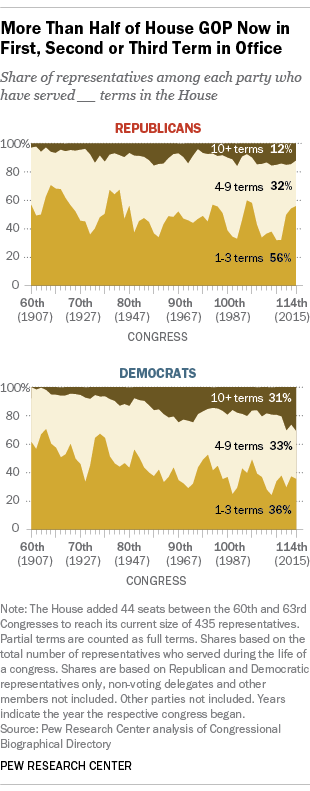 More Than Half of House GOP Now in
First, Second or Third Term in Office
Share of representatives among each party who
have served __ terms in the House
REPUBLICANS
100%
80
60
40
20
0
10+ terms 12%
4-9 terms 32%
1-3 terms 56%
60th 70th 80th 90th 100th 114th
(1907) (1927) (1947) (1967) (1987) (2015)
CONGRESS
DEMOCRATS
100%
80
60
40
20
0
10+ terms 31%
4-9 terms 33%
1-3 terms 36%
60th 70th 80th 90th 100th 114th
(1907) (1927) (1947) (1967) (1987) (2015)
CONGRESS
Note: The House added 44 seats between the 60th and 63rd
Congresses to reach its current size of 435 representatives.
Partial terms are counted as full terms. Shares based on the
total number of representatives who served during the life of
a congress. Shares are based on Republican and Democratic
representatives only, non-voting delegates and other
members not included. Other parties not included. Years
indicate the year the respective congress began.
Source: Pew Research Center analysis of Congressional
Biographical Directory
PEW RESEARCH CENTER